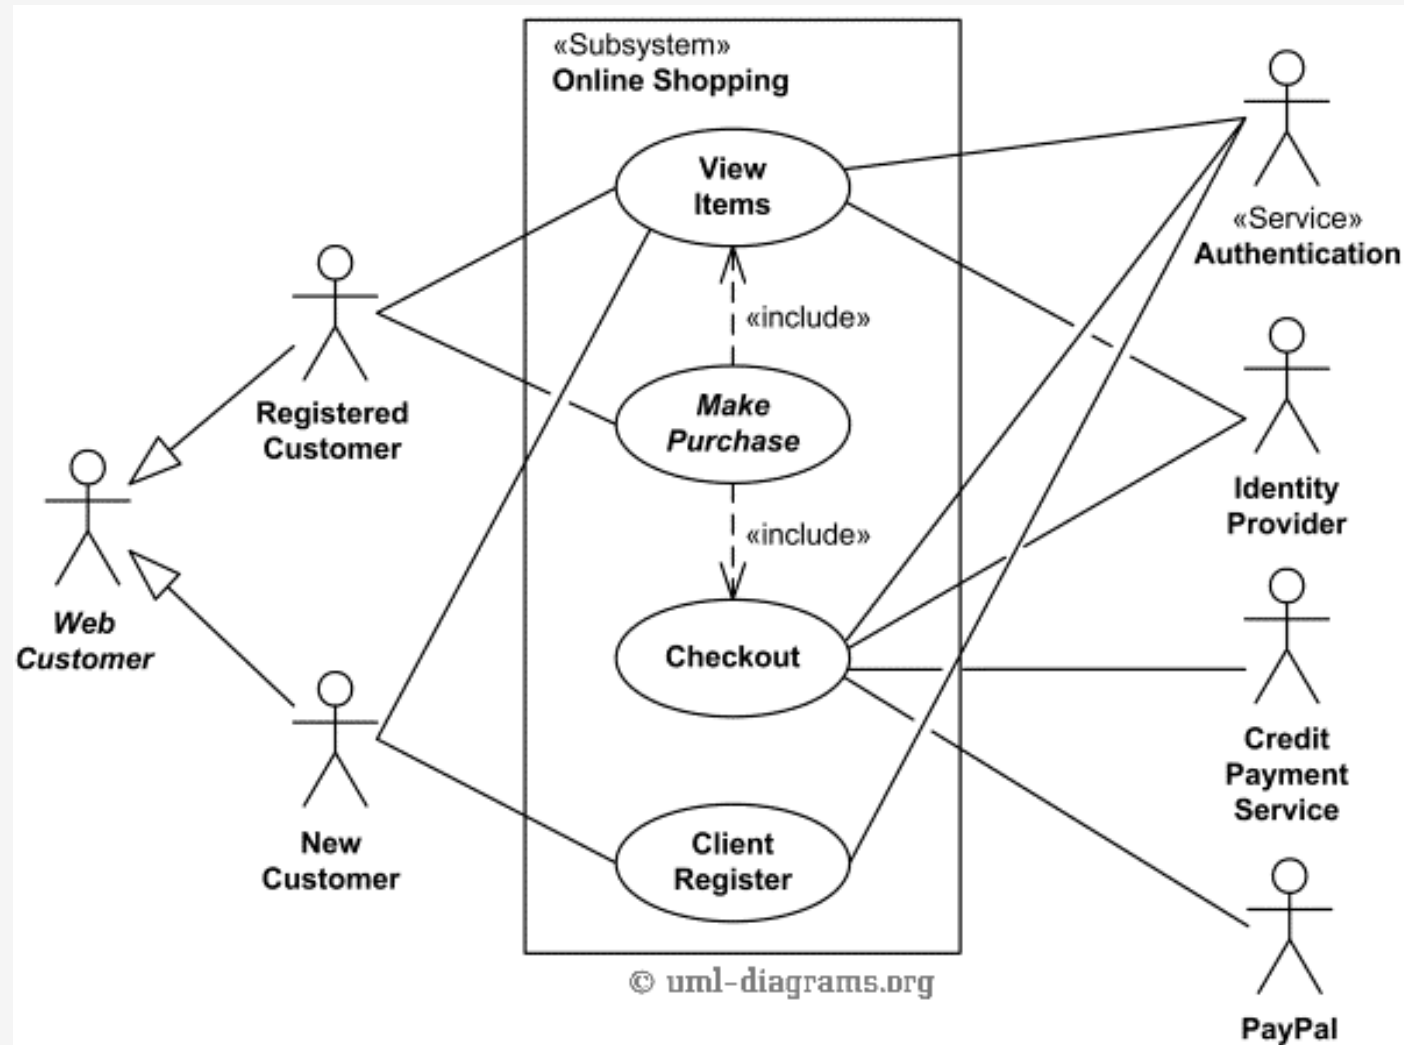 «Subsystem»
Online Shopping
View
Items
«include»
Make
Purchase
«include»
Checkout
Client
Register
Registered
Customer
Web
Customer
New
Customer
«Service»
Authentication
Identity
Provider
Credit
Payment
Service
PayPal
© uml-diagrams.org